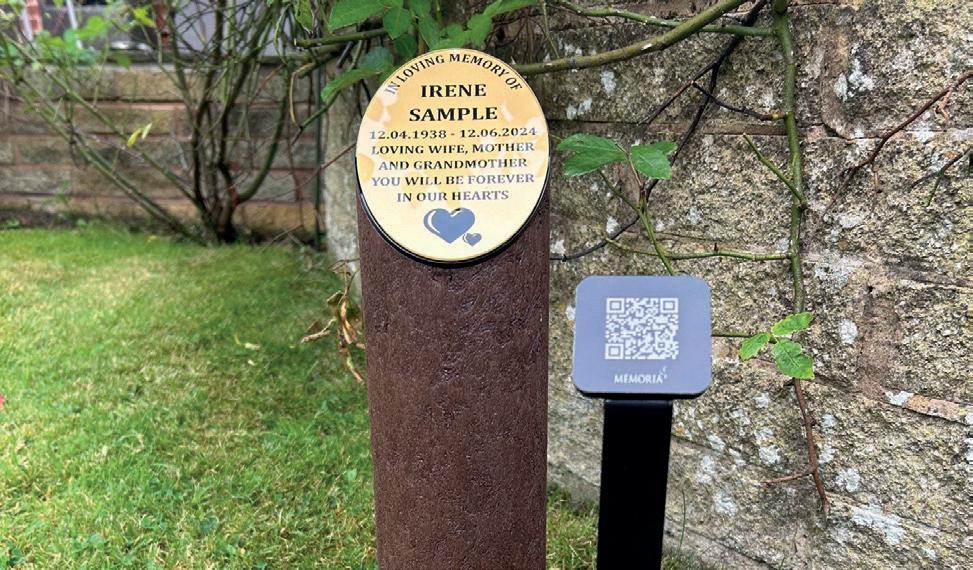 IN LOVING MEMORY OF
IRENE
SAMPLE
12.04.1938 - 12.06.2024
LOVING WIFE, MOTHER
AND GRANDMOTHER
YOU WILL BE FOREVER
IN OUR HEARTS
MEMORIA